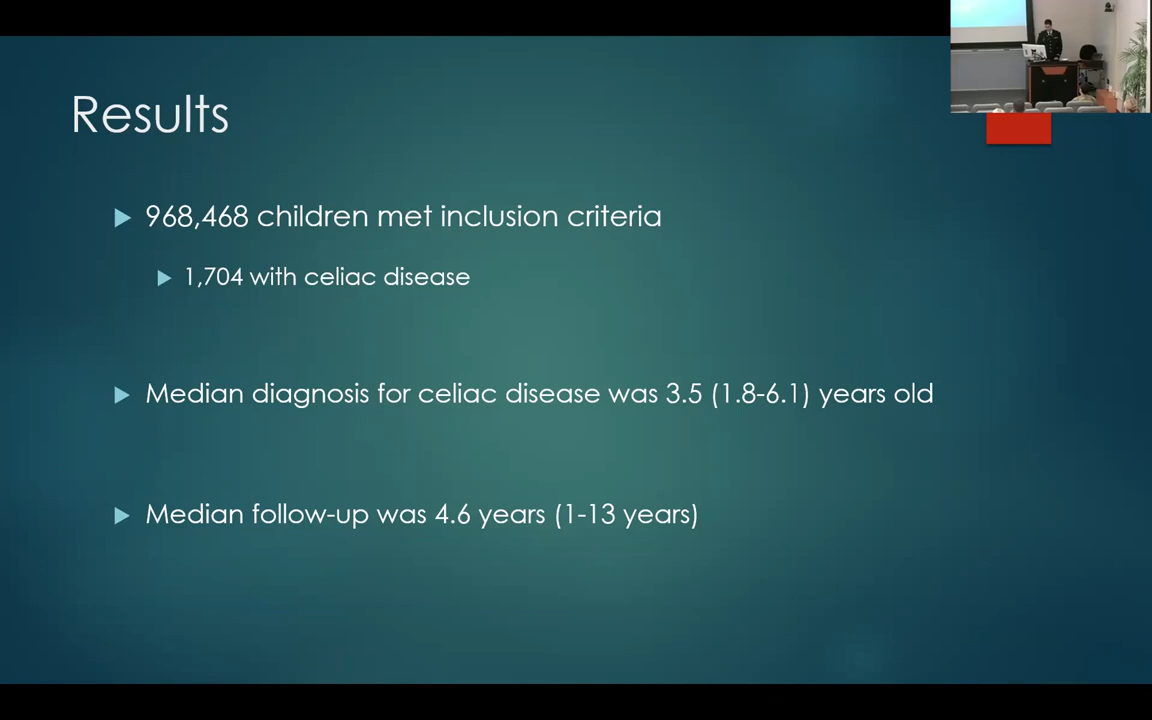 Results
968,468 children met inclusion criteria
1,704 with celiac disease
Median diagnosis for celiac disease was 3.5 (1.8-6.1) years old
Median follow-up was 4.6 years (1-13 years)